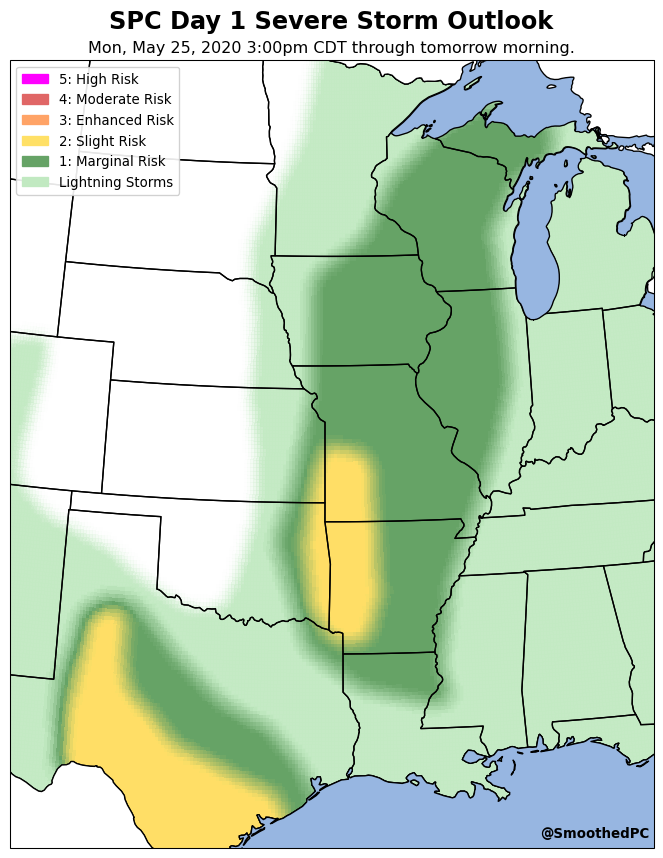 SPC Day 1 Severe Storm Outlook
Mon, May 25, 2020 3:00pm CDT through tomorrow morning.
5: High Risk
4: Moderate Risk
3: Enhanced Risk
2: Slight Risk
1: Marginal Risk
Lightning Storms
@SmoothedPC